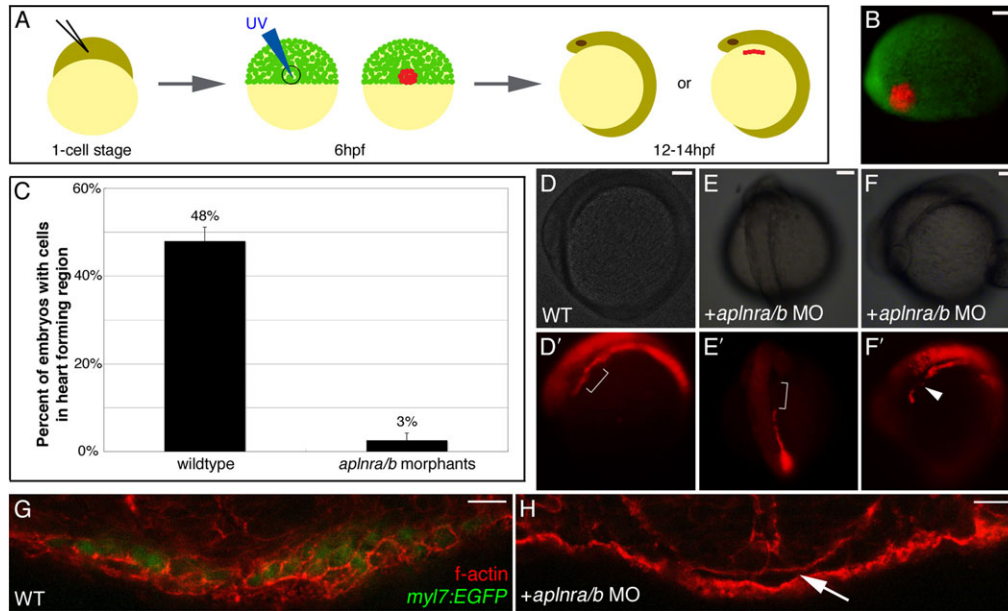 A
UV
1-cell stage
6hpf
or
12-14hpf
B
C
Percent of embryos with cells
in heart forming region
60%
40%
20%
0%
48%
3%
wildtype
aplnra/b morphants
D
WT
E
+aplnra/b MO
F
+aplnra/b MO
D'
E'
F'
G
WT
f-actin
myl7:EGFP
H
+aplnra/b MO